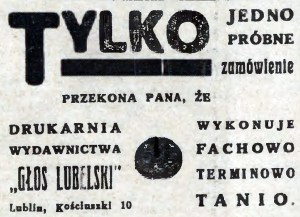 TYLKO
JEDNO
PRÓBNE
zamówienie
PRZEKONA PANA, ŻE
DRUKARNIA
WYDAWNICTWA
„GŁOS LUBELSKI"
Lublin, Kościuszki 10
WYKONUJE
FACHOWO
TERMINOWO
TANIO.